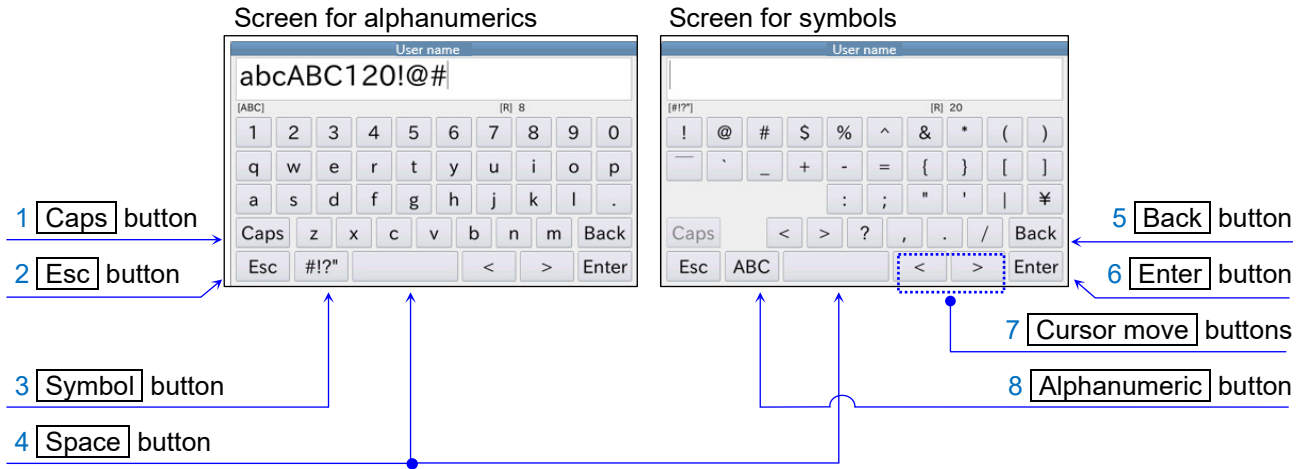 Screen for alphanumerics
User name
abcABC120!@#
[ABC] [R] 8
1 2 3 4 5 6 7 8 9 0
q w e r t y u i o p
a s d f g h j k l .
Caps z x c v b n m Back
Esc #!?" < > Enter
Screen for symbols
User name
[#!?"] [R] 20
! @ # $ % ^ & * ( )
‾ ` _ + - = { } [ ]
: ; " ' | ¥
Caps < > ? , . / Back
Esc ABC < > Enter
1 Caps button
2 Esc button
3 Symbol button
4 Space button
5 Back button
6 Enter button
7 Cursor move buttons
8 Alphanumeric button